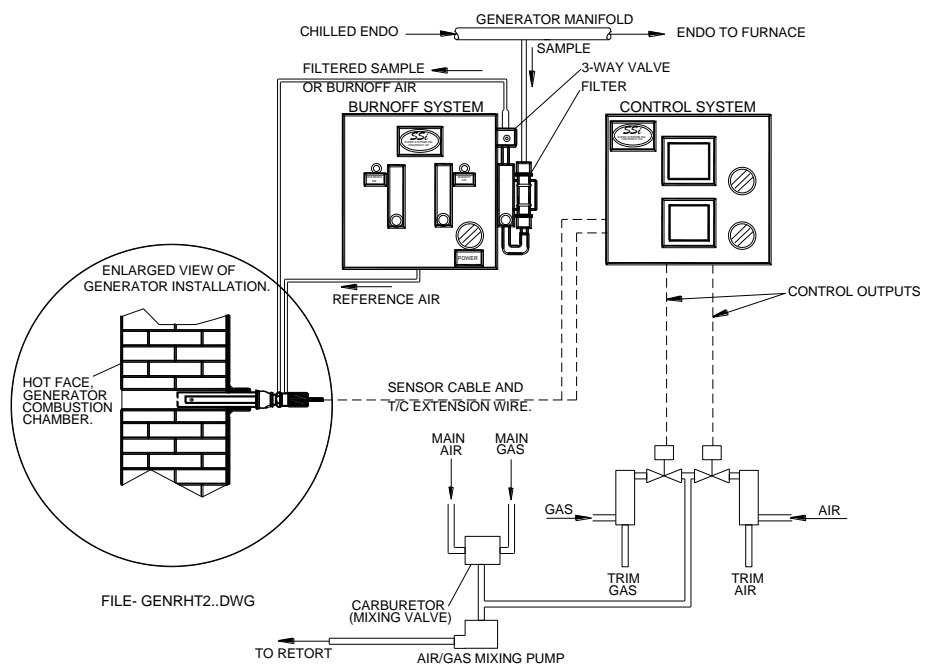 GENERATOR MANIFOLD
CHILLED ENDO
ENDO TO FURNACE
SAMPLE
FILTERED SAMPLE
OR BURNOFF AIR
3-WAY VALVE
FILTER
BURNOFF SYSTEM
CONTROL SYSTEM
SSi
SSi
POWER
ENLARGED VIEW OF
GENERATOR INSTALLATION.
REFERENCE AIR
CONTROL OUTPUTS
HOT FACE,
GENERATOR
COMBUSTION
CHAMBER.
SENSOR CABLE AND
T/C EXTENSION WIRE.
MAIN
AIR
MAIN
GAS
GAS
AIR
TRIM
GAS
TRIM
AIR
FILE- GENRHT2..DWG
CARBURETOR
(MIXING VALVE)
TO RETORT
AIR/GAS MIXING PUMP